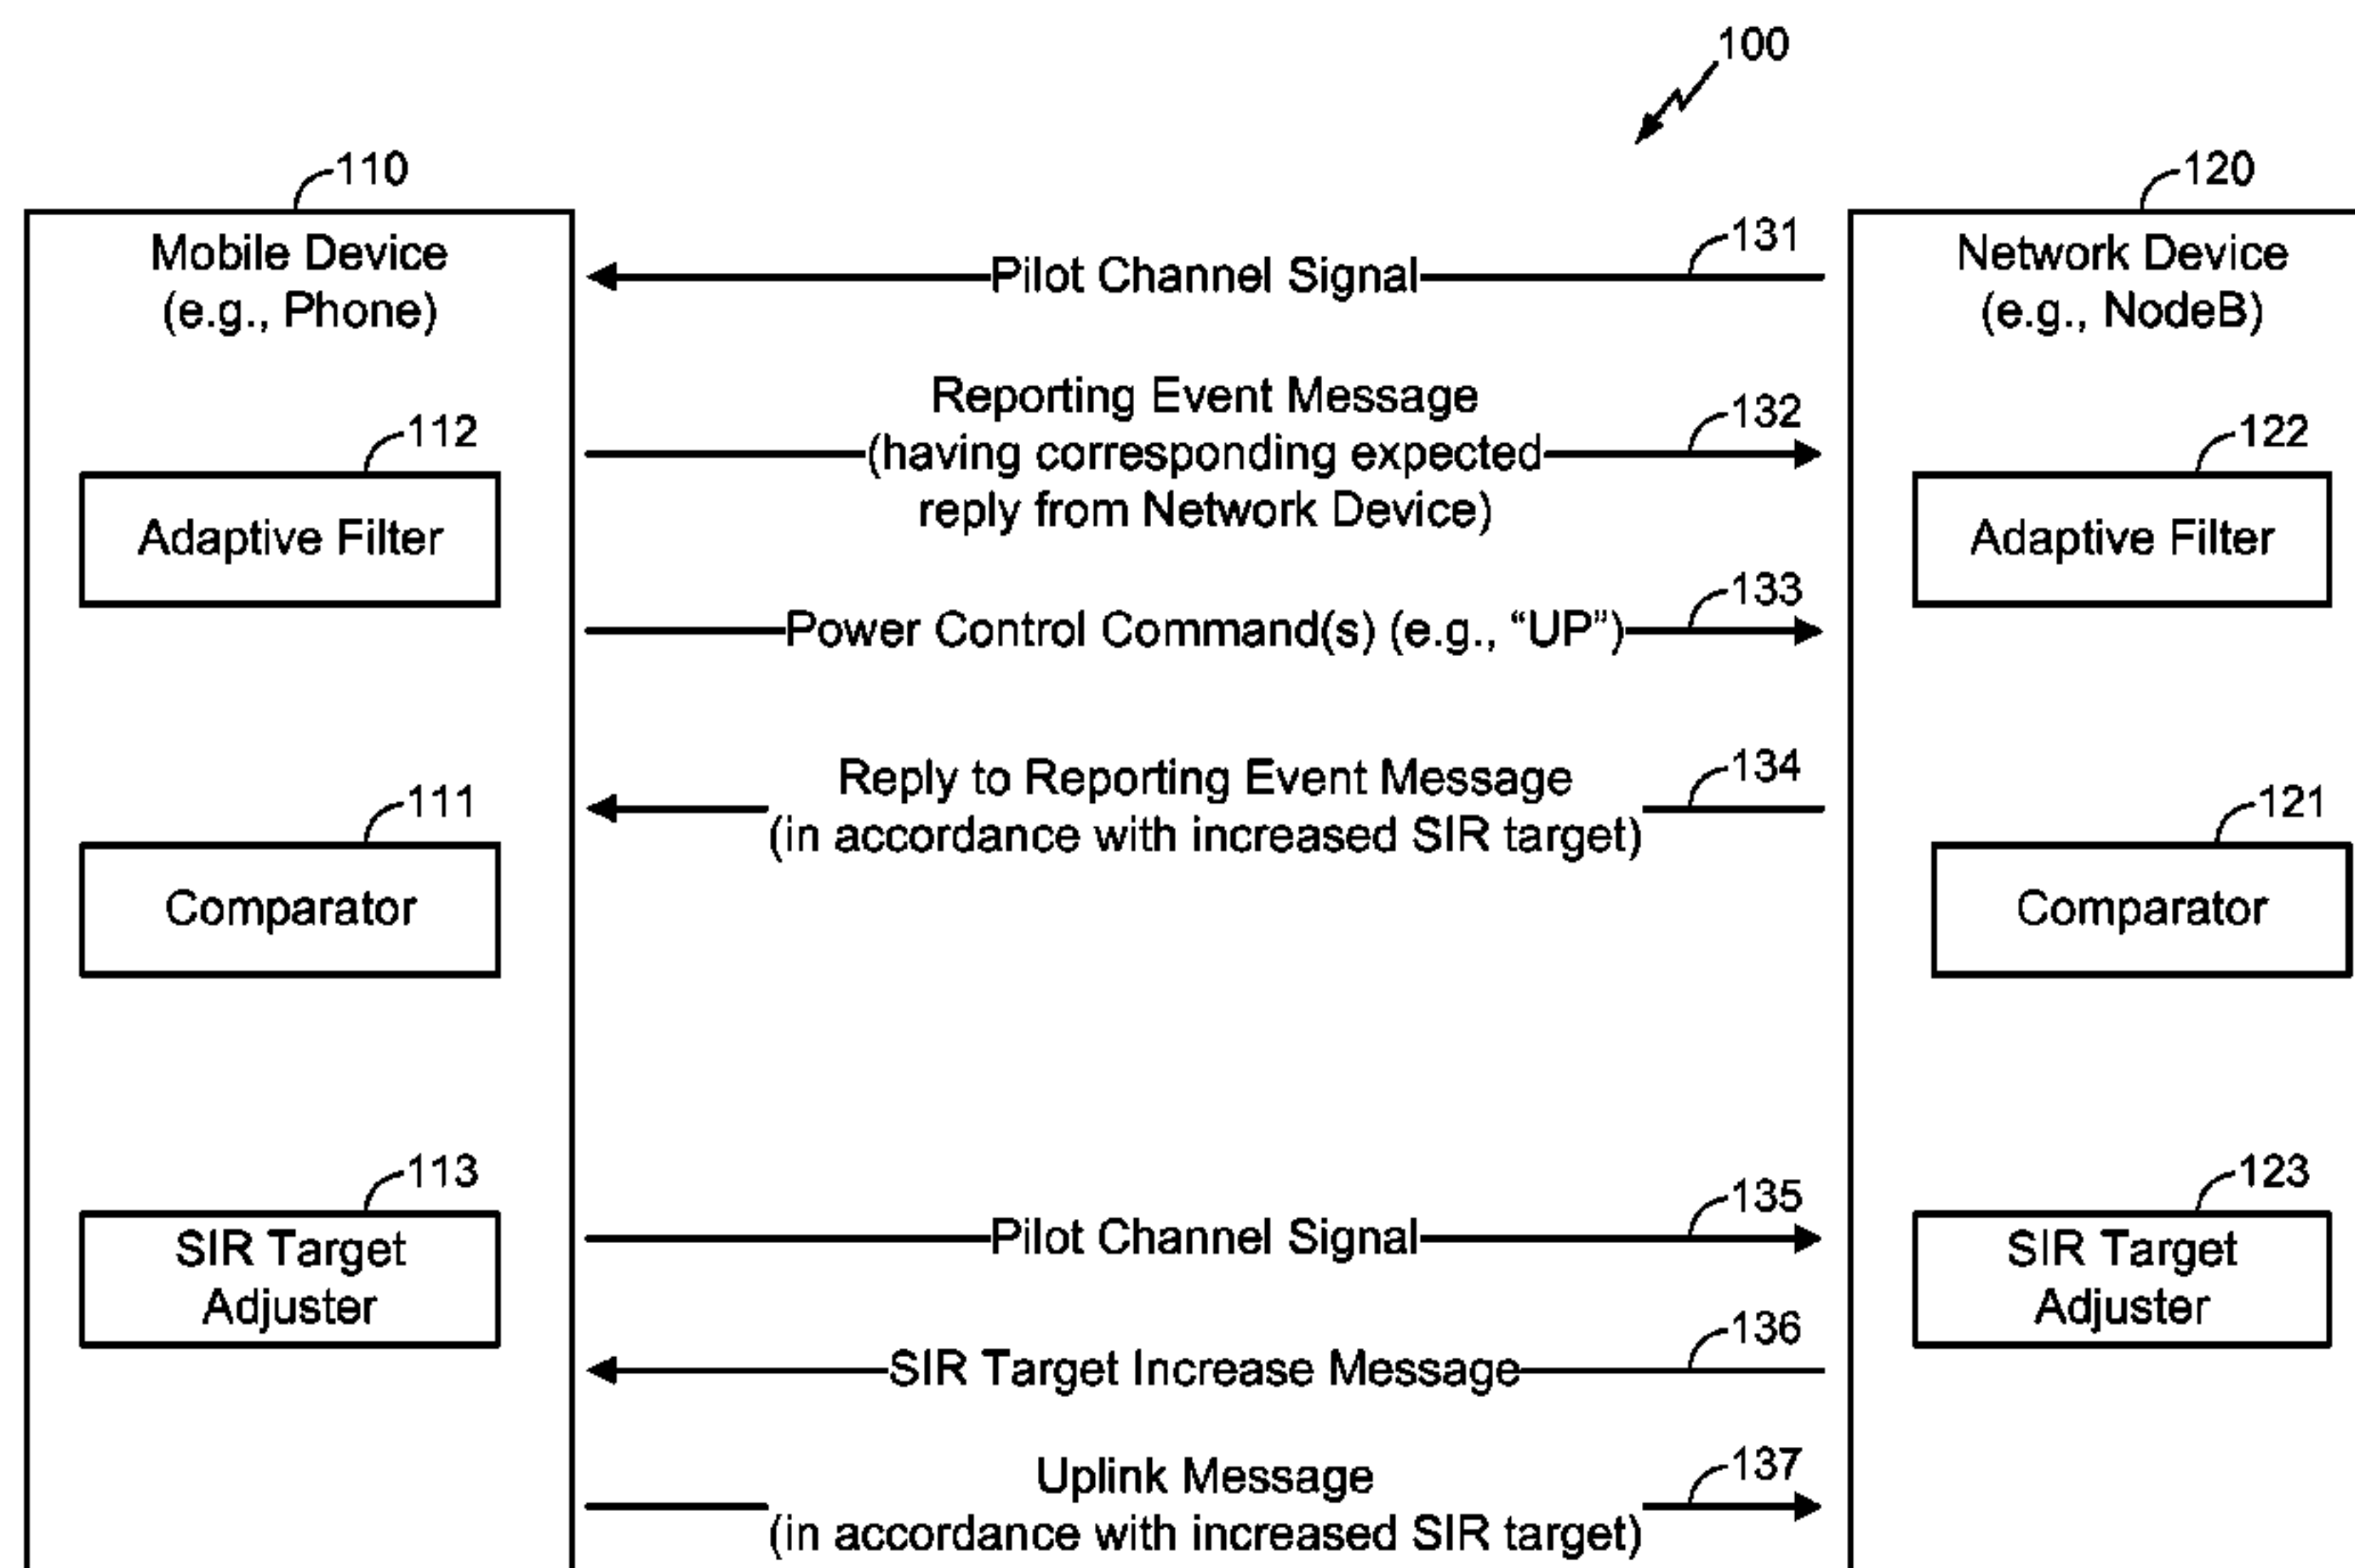 100
110
Mobile Device
(e.g., Phone)
112
Adaptive Filter
111
Comparator
113
SIR Target
Adjuster
131
Pilot Channel Signal
Reporting Event Message
132
(having corresponding expected
reply from Network Device)
133
Power Control Command(s) (e.g., “UP”)
Reply to Reporting Event Message
134
(in accordance with increased SIR target)
135
Pilot Channel Signal
136
SIR Target Increase Message
Uplink Message
137
(in accordance with increased SIR target)
120
Network Device
(e.g., NodeB)
122
Adaptive Filter
121
Comparator
123
SIR Target
Adjuster